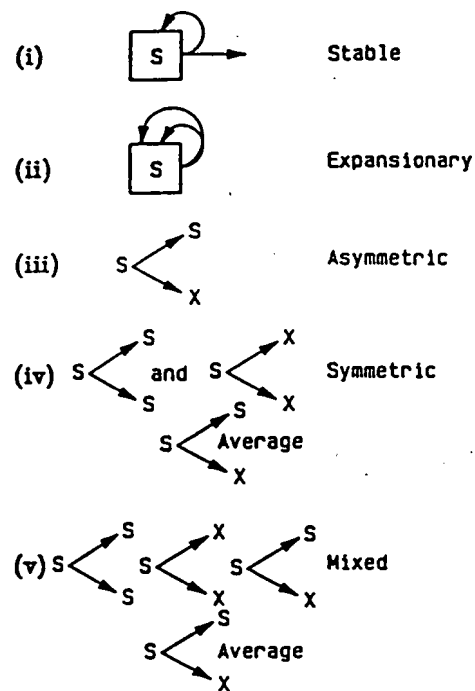 (i) S Stable
(ii) S Expansionary
S
(iii) S Asymmetric
X
S X
(iv) S and S Symmetric
S X
S
S Average
X
S X S
(v) S S S Mixed
S X X
S
S Average
X